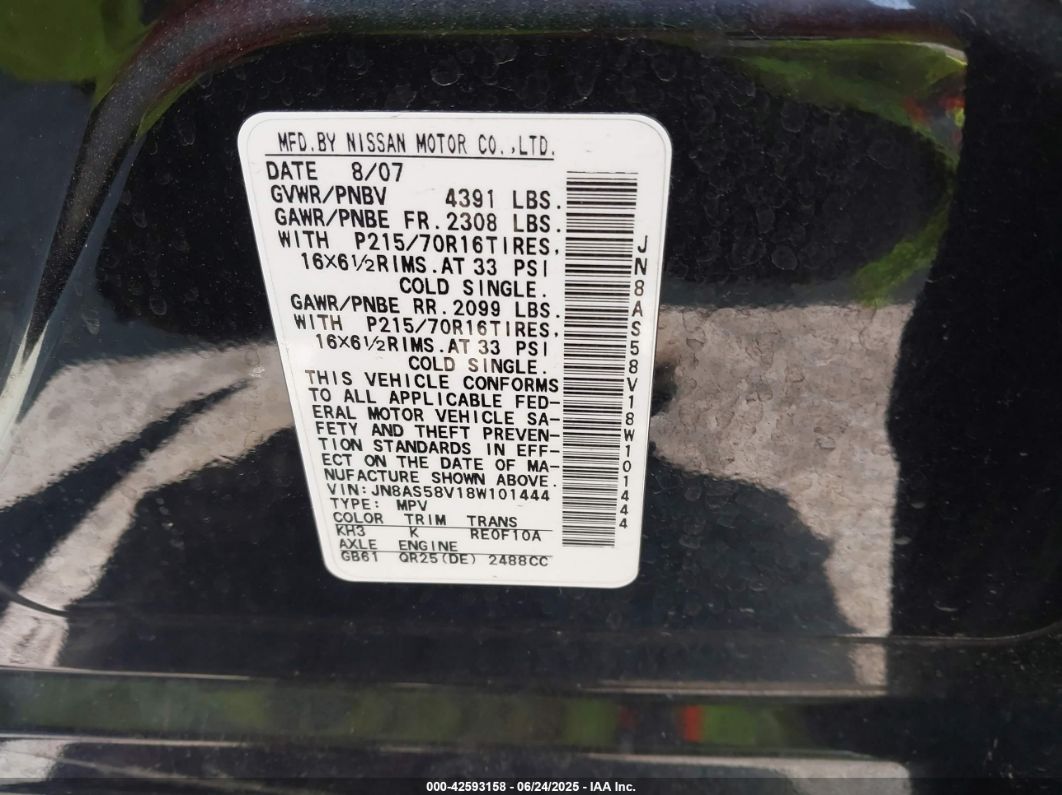 MFD.BY NISSAN MOTOR CO.,LTD.
DATE 8/07
GVWR/PNBV 4391 LBS.
GAWR/PNBE FR. 2308 LBS.
WITH P215/70R16TIRES,
16X6½RIMS.AT 33 PSI
COLD SINGLE.
GAWR/PNBE RR. 2099 LBS.
WITH P215/70R16TIRES,
16X6½RIMS.AT 33 PSI
COLD SINGLE.
THIS VEHICLE CONFORMS
TO ALL APPLICABLE FED-
ERAL MOTOR VEHICLE SA-
FETY AND THEFT PREVEN-
TION STANDARDS IN EFF-
ECT ON THE DATE OF MA-
NUFACTURE SHOWN ABOVE.
VIN: JN8AS58V18W101444
TYPE: MPV
COLOR TRIM TRANS
KH3 K RE0F10A
AXLE ENGINE
GB61 QR25(DE) 2488CC
JN8AS58V18W101444
000-42593158 - 06/24/2025 - IAA Inc.